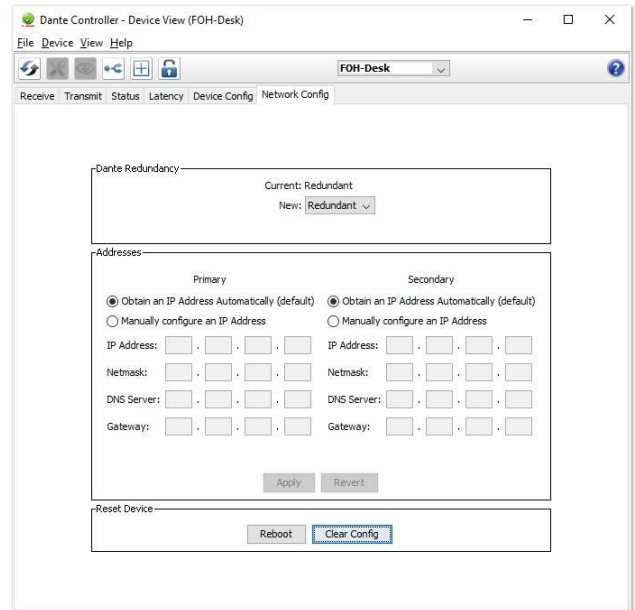 Dante Controller - Device View (FOH-Desk)
File Device View Help
FOH-Desk
Receive Transmit Status Latency Device Config Network Config
Dante Redundancy
Current: Redundant
New: Redundant
Addresses
Primary Secondary
Obtain an IP Address Automatically (default) Obtain an IP Address Automatically (default)
Manually configure an IP Address Manually configure an IP Address
IP Address: . . . IP Address: . . .
Netmask: . . . Netmask: . . .
DNS Server: . . . DNS Server: . . .
Gateway: . . . Gateway: . . .
Apply Revert
Reset Device
Reboot Clear Config